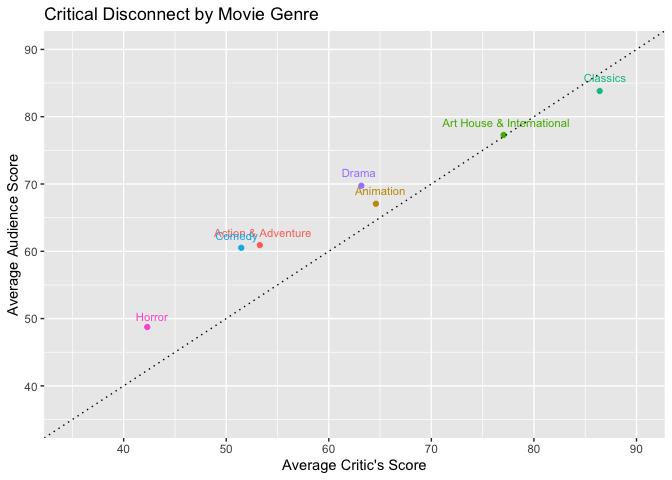 Critical Disconnect by Movie Genre
90
80
70
60
50
40
Average Audience Score
Classics
Art House & International
Drama
Animation
Action & Adventure
Comedy
Horror
40 50 60 70 80 90
Average Critic's Score